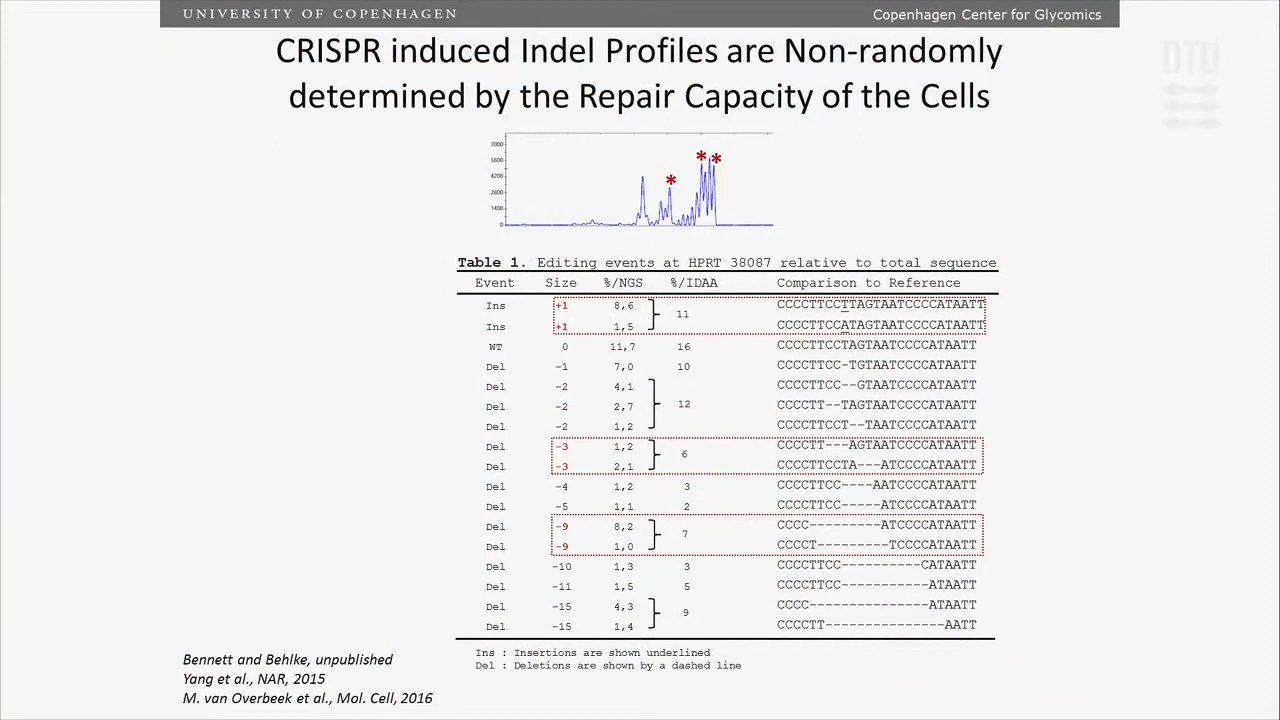 UNIVERSITY OF COPENHAGEN
Copenhagen Center for Glycomics
DTU
CRISPR induced Indel Profiles are Non-randomly
determined by the Repair Capacity of the Cells
7000
5600
4200
2800
1400
0
* * *
Table 1. Editing events at HPRT 38087 relative to total sequence
Event Size %/NGS %/IDAA Comparison to Reference
Ins +1 8,6 11 CCCCTTCCTTAGTAATCCCCATAATT
Ins +1 1,5 CCCCTTCCATAGTAATCCCCATAATT
WT 0 11,7 16 CCCCTTCCTAGTAATCCCCATAATT
Del -1 7,0 10 CCCCTTCC-TGTAATCCCCATAATT
Del -2 4,1 12 CCCCTTCC--GTAATCCCCATAATT
Del -2 2,7 CCCCTT--TAGTAATCCCCATAATT
Del -2 1,2 CCCCTTCCT--TAATCCCCATAATT
Del -3 1,2 6 CCCCTT---AGTAATCCCCATAATT
Del -3 2,1 CCCCTTCCTA---ATCCCCATAATT
Del -4 1,2 3 CCCCTTCC----AATCCCCATAATT
Del -5 1,1 2 CCCCTTCC-----ATCCCCATAATT
Del -9 8,2 7 CCCC---------ATCCCCATAATT
Del -9 1,0 CCCCT---------TCCCCATAATT
Del -10 1,3 3 CCCCTTCC----------CATAATT
Del -11 1,5 5 CCCCTTCC-----------ATAATT
Del -15 4,3 9 CCCC---------------ATAATT
Del -15 1,4 CCCCTT---------------AATT
Ins : Insertions are shown underlined
Del : Deletions are shown by a dashed line
Bennett and Behlke, unpublished
Yang et al., NAR, 2015
M. van Overbeek et al., Mol. Cell, 2016